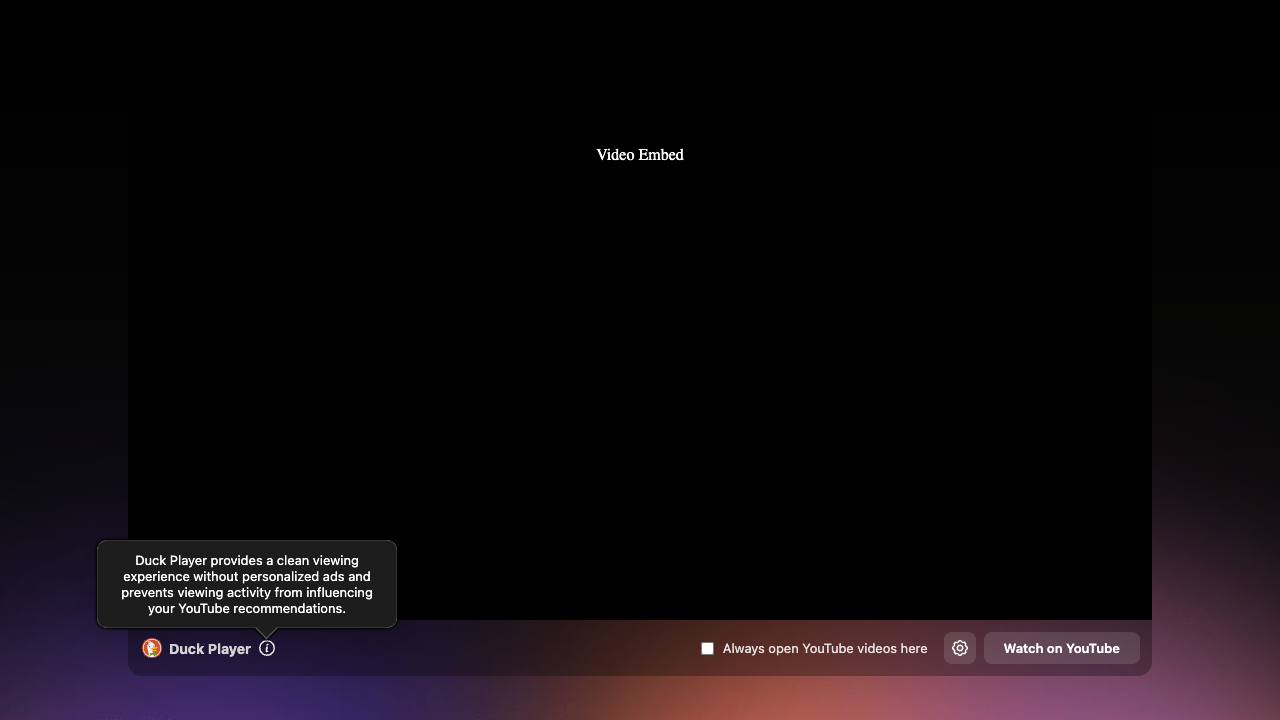 Video Embed
Duck Player provides a clean viewing
experience without personalized ads and
prevents viewing activity from influencing
your YouTube recommendations.
Duck Player
Always open YouTube videos here
Watch on YouTube